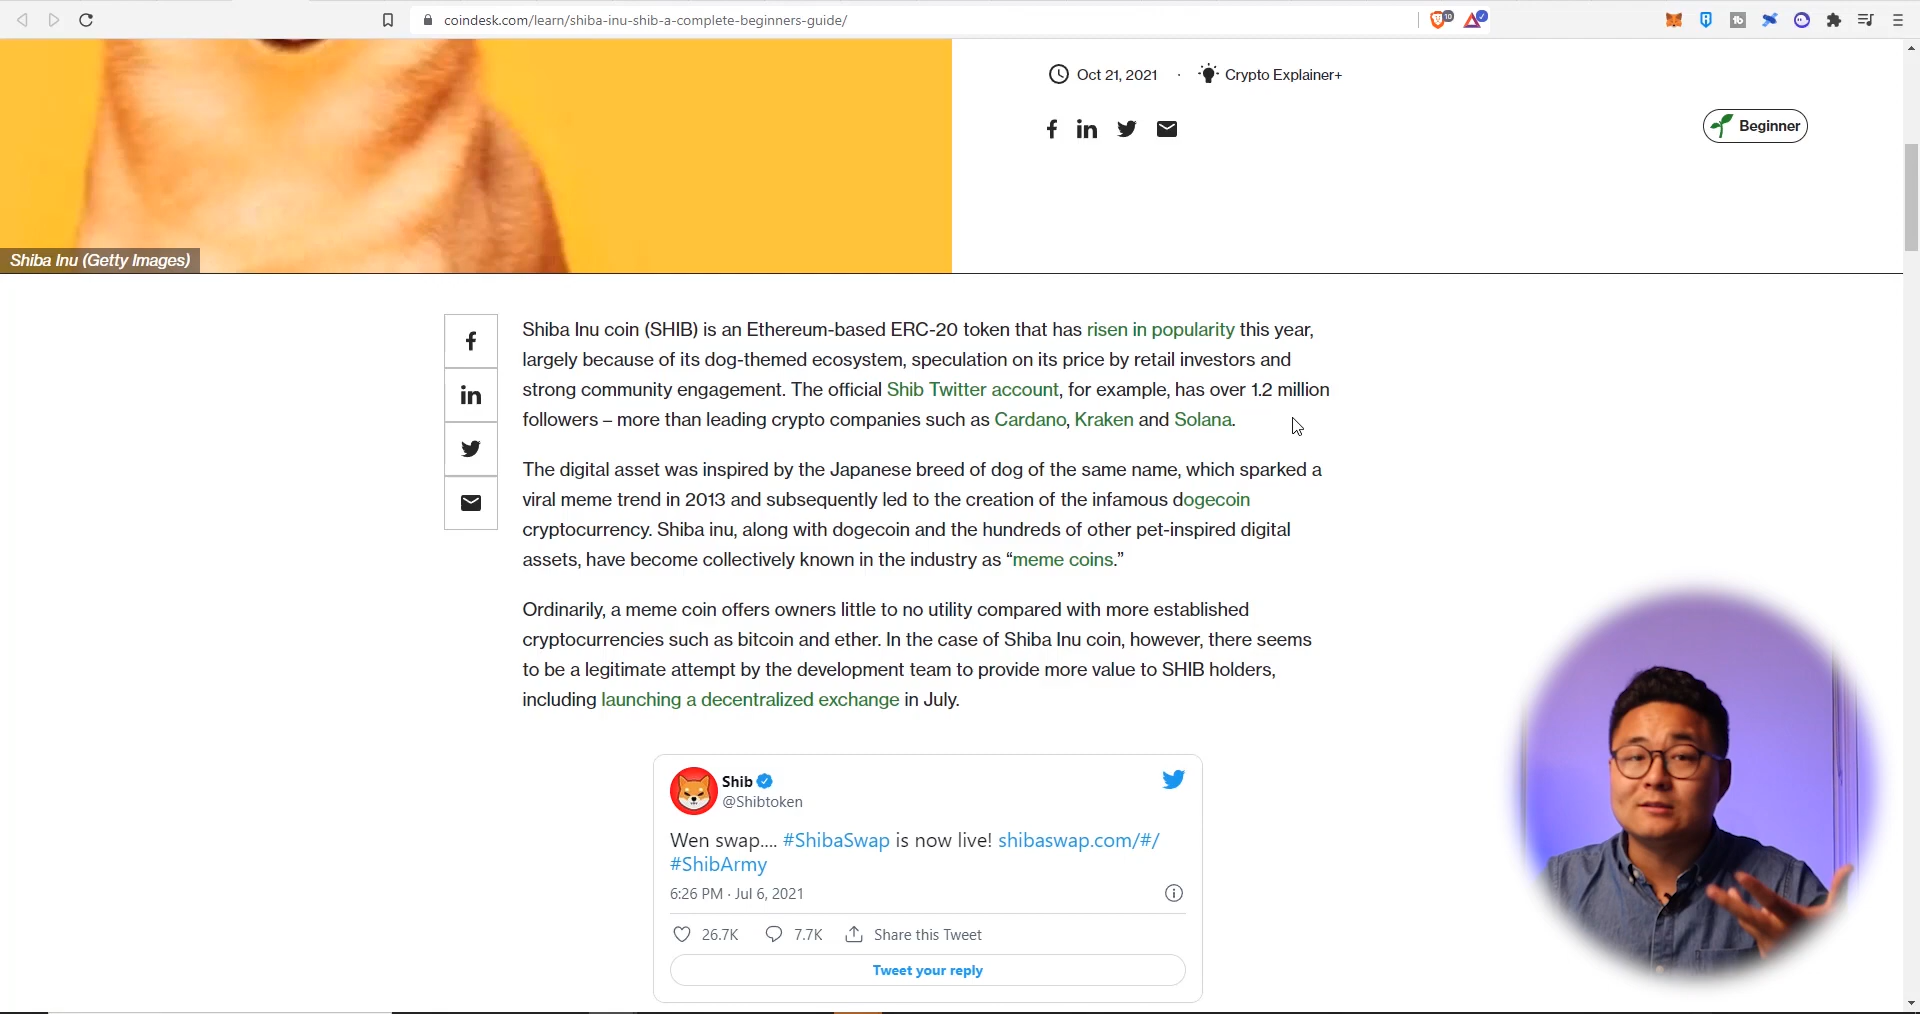 coindesk.com/learn/shiba-inu-shib-a-complete-beginners-guide/
10
tb
Oct 21, 2021 · Crypto Explainer+
Beginner
Shiba Inu (Getty Images)
Shiba Inu coin (SHIB) is an Ethereum-based ERC-20 token that has risen in popularity this year,
largely because of its dog-themed ecosystem, speculation on its price by retail investors and
strong community engagement. The official Shib Twitter account, for example, has over 1.2 million
followers – more than leading crypto companies such as Cardano, Kraken and Solana.
The digital asset was inspired by the Japanese breed of dog of the same name, which sparked a
viral meme trend in 2013 and subsequently led to the creation of the infamous dogecoin
cryptocurrency. Shiba inu, along with dogecoin and the hundreds of other pet-inspired digital
assets, have become collectively known in the industry as “meme coins.”
Ordinarily, a meme coin offers owners little to no utility compared with more established
cryptocurrencies such as bitcoin and ether. In the case of Shiba Inu coin, however, there seems
to be a legitimate attempt by the development team to provide more value to SHIB holders,
including launching a decentralized exchange in July.
Shib
@Shibtoken
Wen swap.... #ShibaSwap is now live! shibaswap.com/#/
#ShibArmy
6:26 PM · Jul 6, 2021
26.7K 7.7K Share this Tweet
Tweet your reply